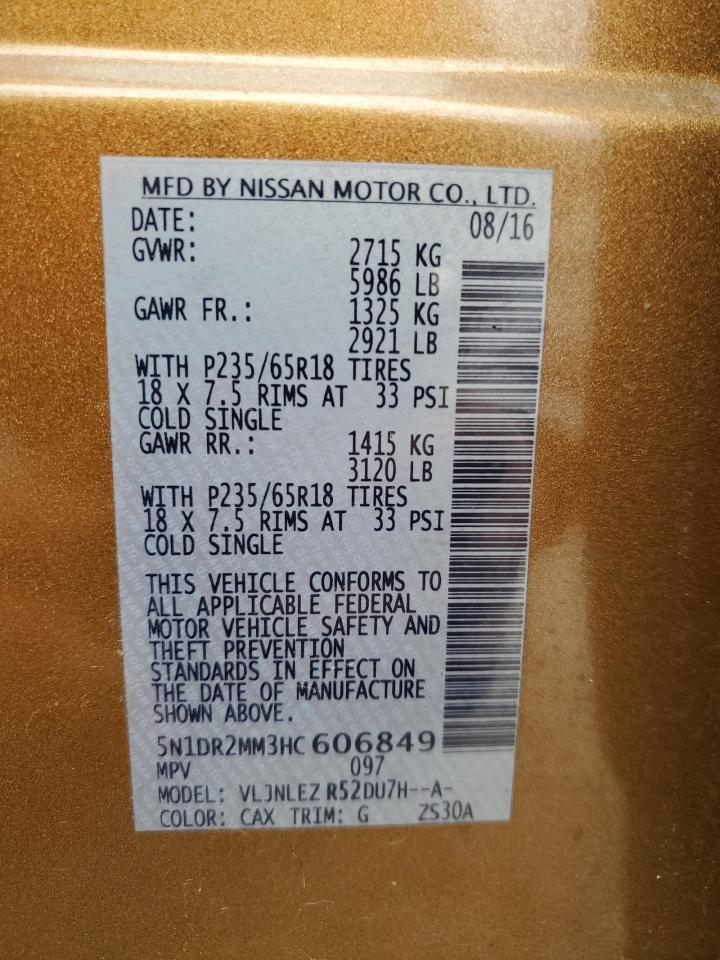 MFD BY NISSAN MOTOR CO., LTD.
DATE: 08/16
GVWR: 2715 KG
5986 LB
GAWR FR.: 1325 KG
2921 LB
WITH P235/65R18 TIRES
18 X 7.5 RIMS AT 33 PSI
COLD SINGLE
GAWR RR.: 1415 KG
3120 LB
WITH P235/65R18 TIRES
18 X 7.5 RIMS AT 33 PSI
COLD SINGLE
THIS VEHICLE CONFORMS TO
ALL APPLICABLE FEDERAL
MOTOR VEHICLE SAFETY AND
THEFT PREVENTION
STANDARDS IN EFFECT ON
THE DATE OF MANUFACTURE
SHOWN ABOVE.
5N1DR2MM3HC 606849
MPV 097
MODEL: VLJNLEZ R52DU7H--A-
COLOR: CAX TRIM: G ZS30A